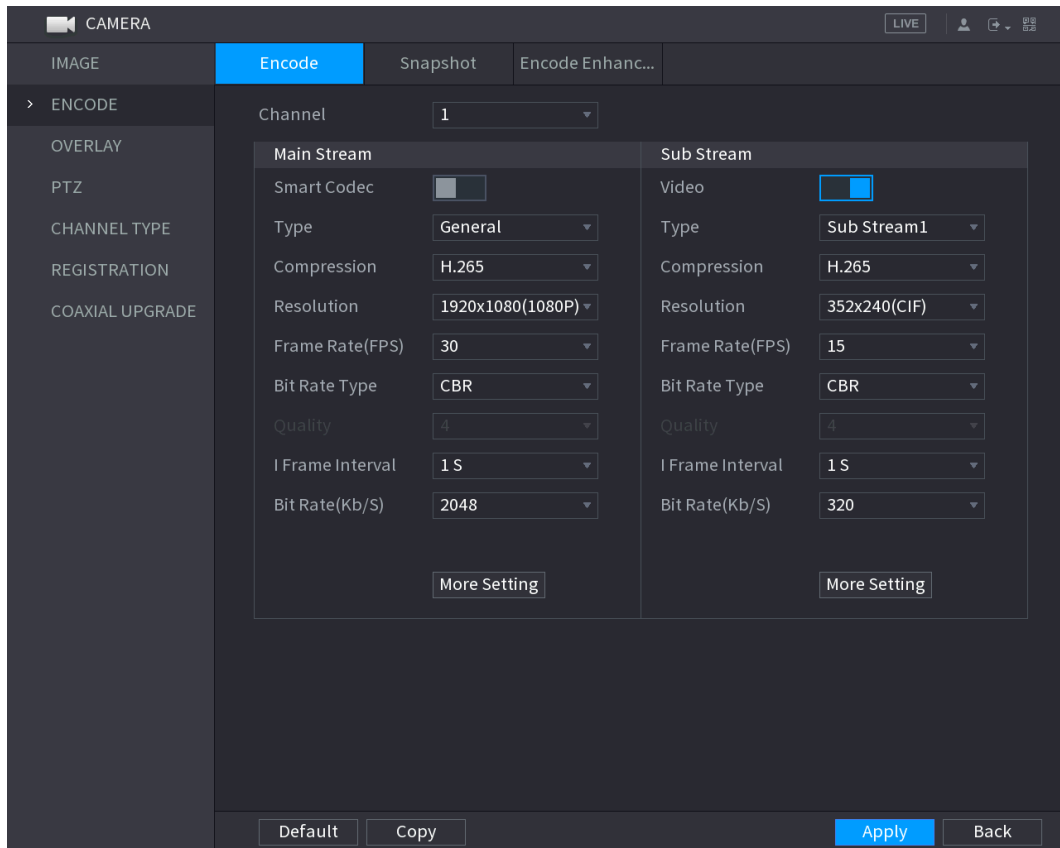 CAMERA
LIVE
IMAGE
ENCODE
OVERLAY
PTZ
CHANNEL TYPE
REGISTRATION
COAXIAL UPGRADE
Encode Snapshot Encode Enhanc...
Channel 1
Main Stream Sub Stream
Smart Codec Video
Type General Type Sub Stream1
Compression H.265 Compression H.265
Resolution 1920x1080(1080P) Resolution 352x240(CIF)
Frame Rate(FPS) 30 Frame Rate(FPS) 15
Bit Rate Type CBR Bit Rate Type CBR
Quality 4 Quality 4
I Frame Interval 1 S I Frame Interval 1 S
Bit Rate(Kb/S) 2048 Bit Rate(Kb/S) 320
More Setting More Setting
Default Copy Apply Back